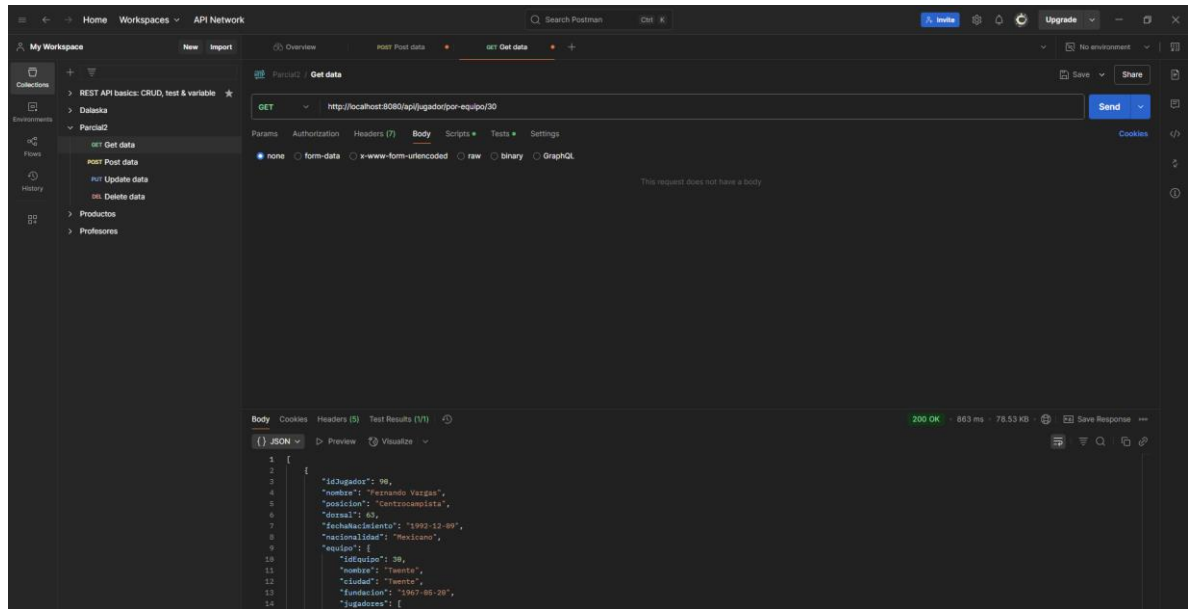 Home Workspaces API Network Search Postman Ctrl K Invite Upgrade
My Workspace New Import Overview POST Post data GET Get data No environment
Collections
Environments
Flows
History
REST API basics: CRUD, test & variable
Dalaska
Parcial2
GET Get data
POST Post data
PUT Update data
DEL Delete data
Productos
Profesores
HTTP Parcial2 / Get data Save Share
GET http://localhost:8080/api/jugador/por-equipo/30 Send
Params Authorization Headers (7) Body Scripts Tests Settings Cookies
none form-data x-www-form-urlencoded raw binary GraphQL
This request does not have a body
Body Cookies Headers (5) Test Results (1/1) 200 OK 863 ms 78.53 KB Save Response
{} JSON Preview Visualize
1 [
2 {
3 "idJugador": 90,
4 "nombre": "Fernando Vargas",
5 "posicion": "Centrocampista",
6 "dorsal": 63,
7 "fechaNacimiento": "1992-12-09",
8 "nacionalidad": "Mexicano",
9 "equipo": {
10 "idEquipo": 30,
11 "nombre": "Twente",
12 "ciudad": "Twente",
13 "fundacion": "1967-05-20",
14 "jugadores": [